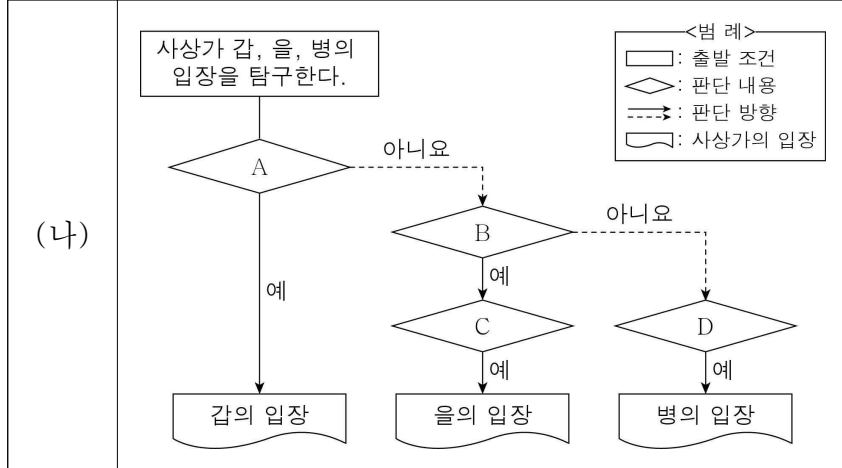 (나)
사상가 갑, 을, 병의
입장을 탐구한다.
<범 례>
: 출발 조건
: 판단 내용
: 판단 방향
: 사상가의 입장
A
아니요
B
아니요
예
예
C
D
예
예
갑의 입장
을의 입장
병의 입장